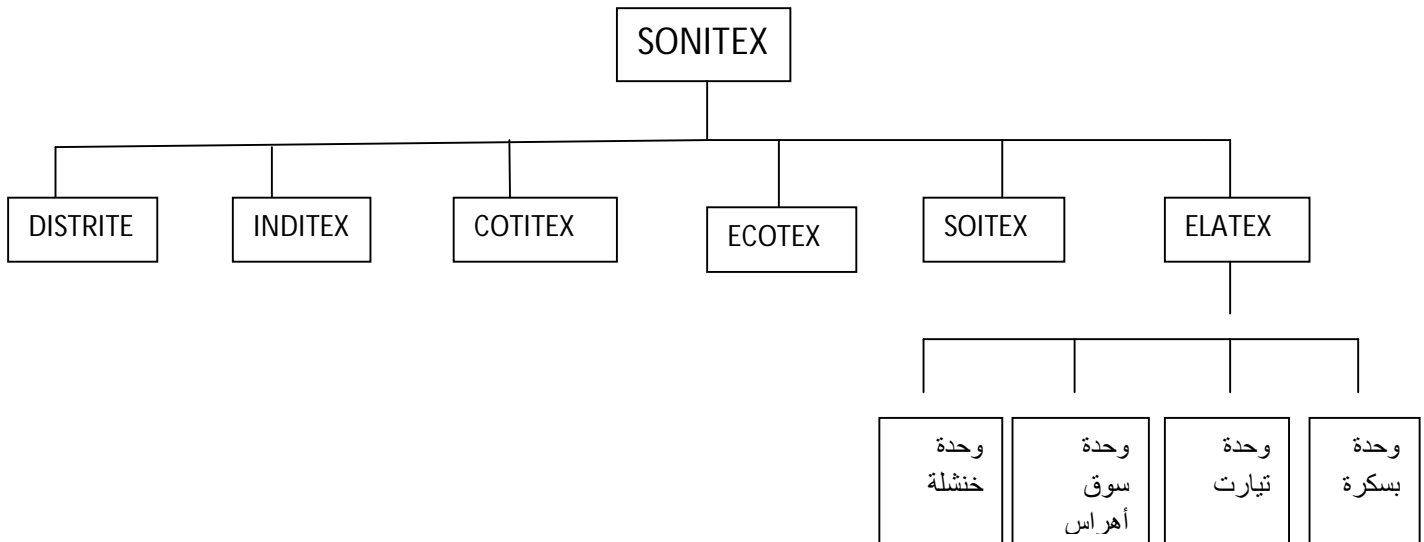 SONITEX
DISTRITE
INDITEX
COTITEX
ECOTEX
SOITEX
ELATEX
وحدة
بسكرة
وحدة
تيارت
وحدة
سوق
أهراس
وحدة
خنشلة